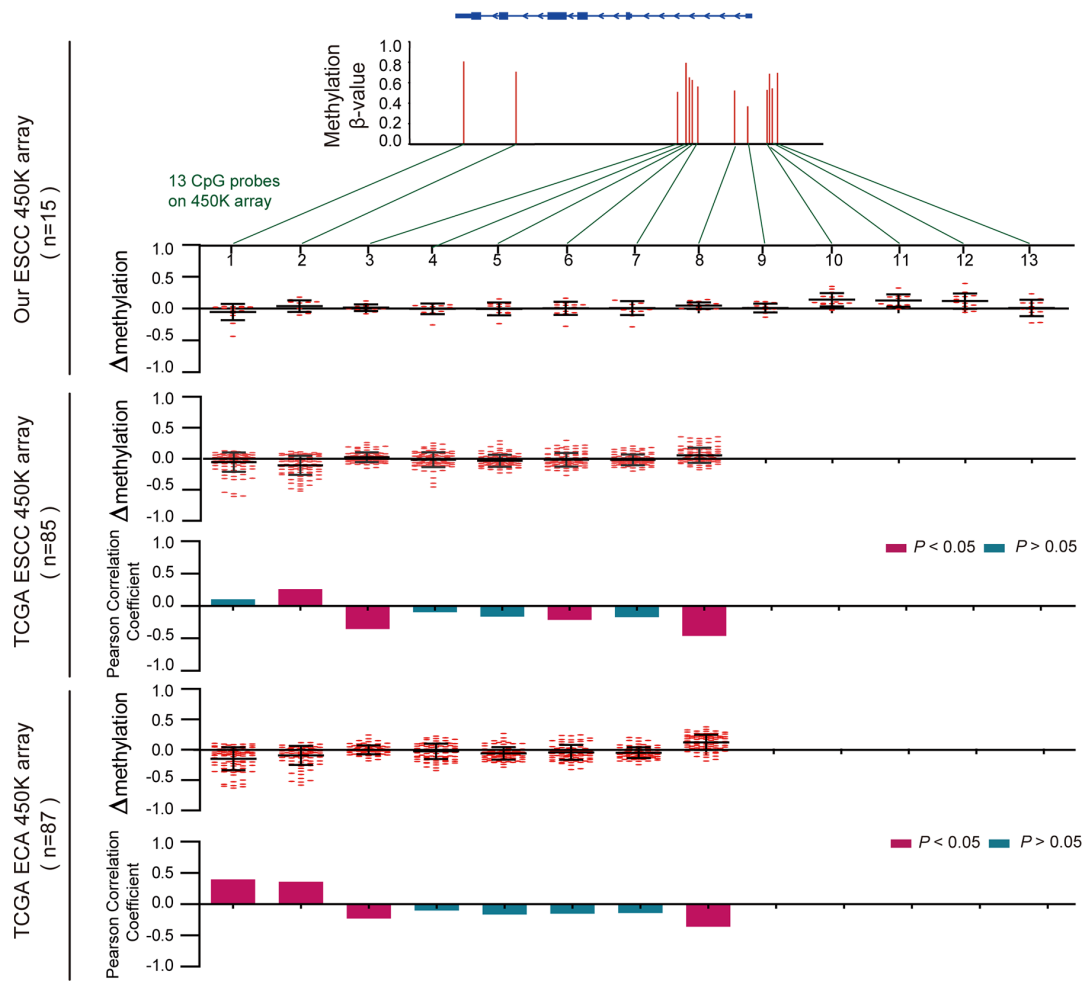 Our ESCC 450K array
( n=15 )
Methylation
β-value
1.0
0.8
0.6
0.4
0.2
0.0
13 CpG probes
on 450K array
Δmethylation
1.0
0.5
0.0
-0.5
-1.0
1 2 3 4 5 6 7 8 9 10 11 12 13
TCGA ESCC 450K array
( n=85 )
Δmethylation
1.0
0.5
0.0
-0.5
-1.0
Pearson Correlation
Coefficient
1.0
0.5
0.0
-0.5
-1.0
P < 0.05 P > 0.05
TCGA ECA 450K array
( n=87 )
Δmethylation
1.0
0.5
0.0
-0.5
-1.0
Pearson Correlation
Coefficient
1.0
0.5
0.0
-0.5
-1.0
P < 0.05 P > 0.05